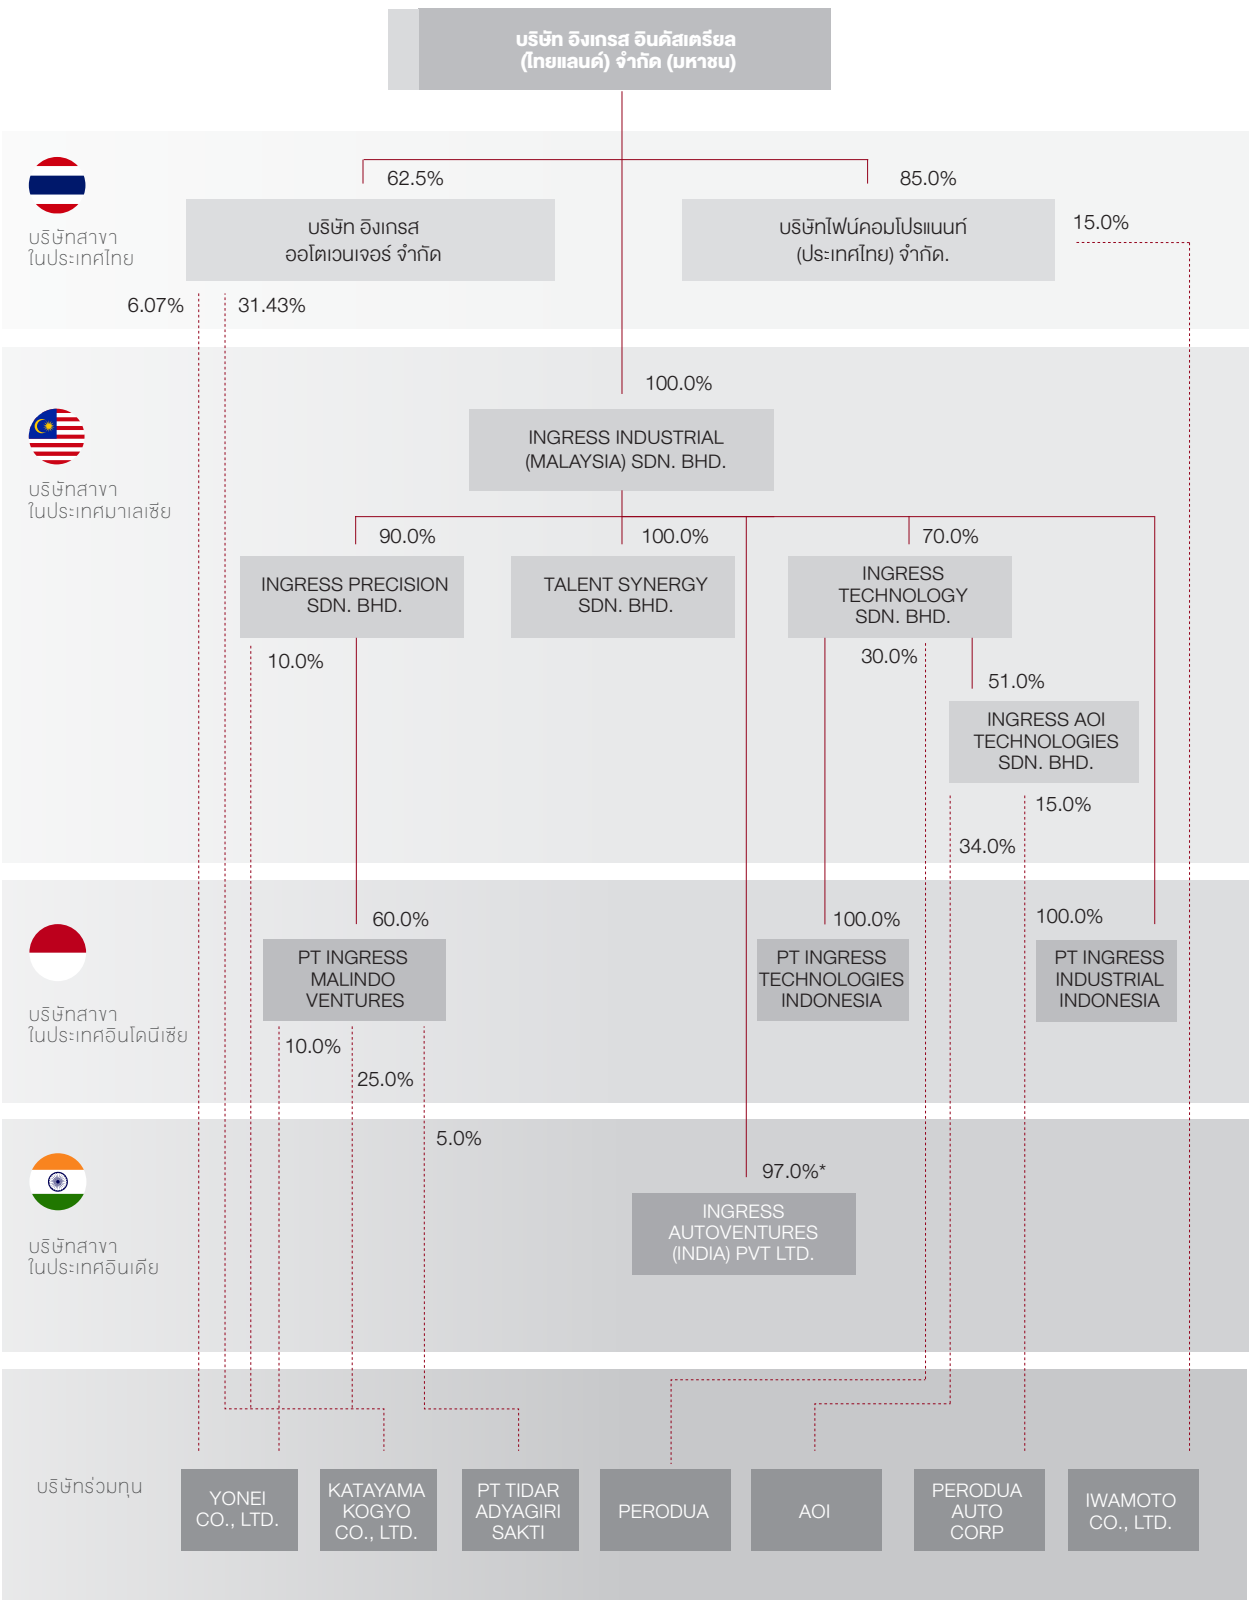 บริษัท อิงเกรส อินดัสเตรียล
(ไทยแลนด์) จำกัด (มหาชน)
62.5%
85.0%
บริษัท อิงเกรส
ออโตเวนเจอร์ จำกัด
บริษัทไฟน์คอมโปรแนนท์
(ประเทศไทย) จำกัด.
15.0%
บริษัทสาขา
ในประเทศไทย
6.07%
31.43%
100.0%
INGRESS INDUSTRIAL
(MALAYSIA) SDN. BHD.
บริษัทสาขา
ในประเทศมาเลเซีย
90.0%
100.0%
70.0%
INGRESS PRECISION
SDN. BHD.
TALENT SYNERGY
SDN. BHD.
INGRESS
TECHNOLOGY
SDN. BHD.
10.0%
30.0%
51.0%
INGRESS AOI
TECHNOLOGIES
SDN. BHD.
15.0%
34.0%
60.0%
100.0%
100.0%
PT INGRESS
MALINDO
VENTURES
PT INGRESS
TECHNOLOGIES
INDONESIA
PT INGRESS
INDUSTRIAL
INDONESIA
บริษัทสาขา
ในประเทศอินโดนีเซีย
10.0%
25.0%
5.0%
97.0%*
INGRESS
AUTOVENTURES
(INDIA) PVT LTD.
บริษัทสาขา
ในประเทศอินเดีย
บริษัทร่วมทุน
YONEI
CO., LTD.
KATAYAMA
KOGYO
CO., LTD.
PT TIDAR
ADYAGIRI
SAKTI
PERODUA
AOI
PERODUA
AUTO
CORP
IWAMOTO
CO., LTD.